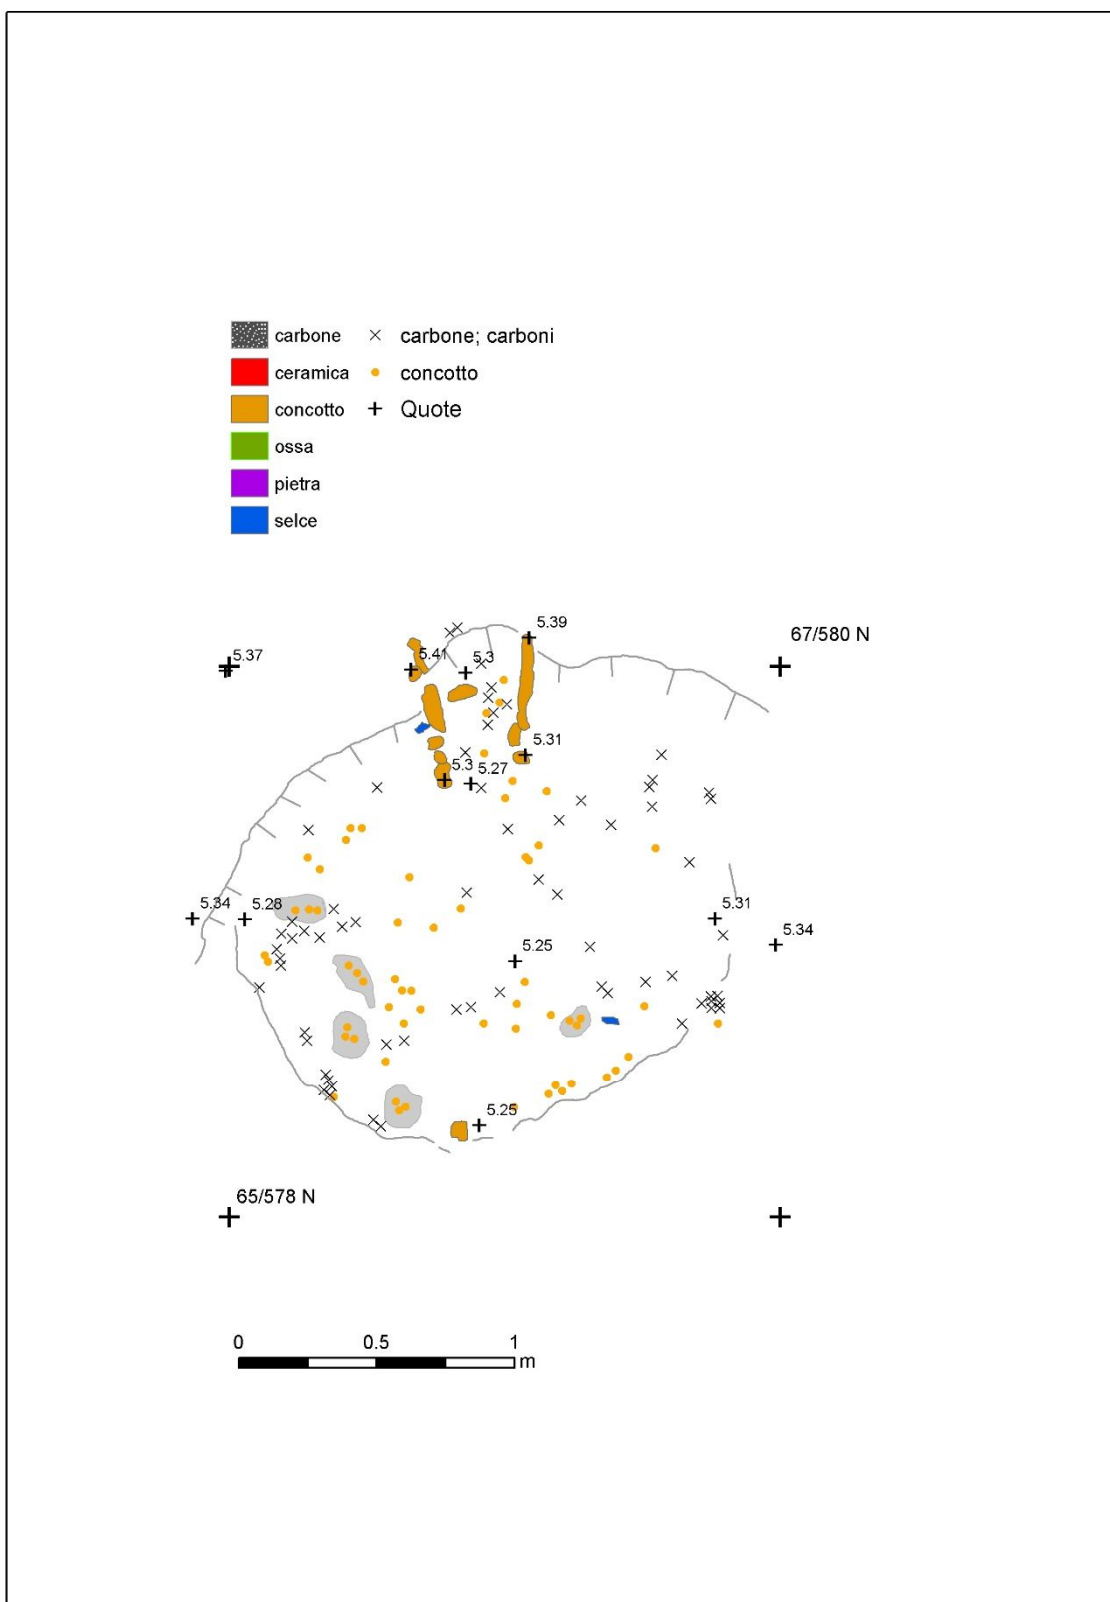 carbone
carbone; carboni
ceramica
concotto
concotto
Quote
ossa
pietra
selce
5.39
67/580 N
5.37
5.41
5.3
5.31
5.3
5.27
5.34
5.28
5.31
5.34
5.25
5.25
65/578 N
0
0.5
1
m